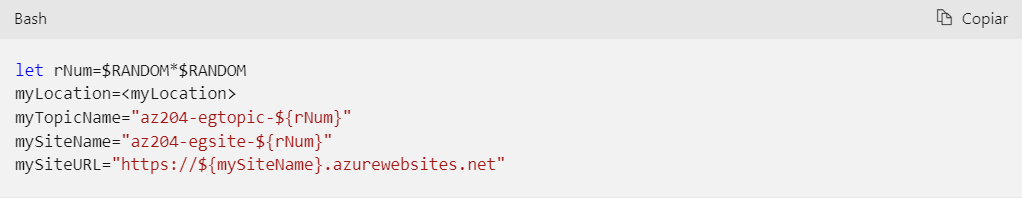 Bash
Copiar
let rNum=$RANDOM*$RANDOM
myLocation=<myLocation>
myTopicName="az204-egtopic-${rNum}"
mySiteName="az204-egsite-${rNum}"
mySiteURL="https://${mySiteName}.azurewebsites.net"